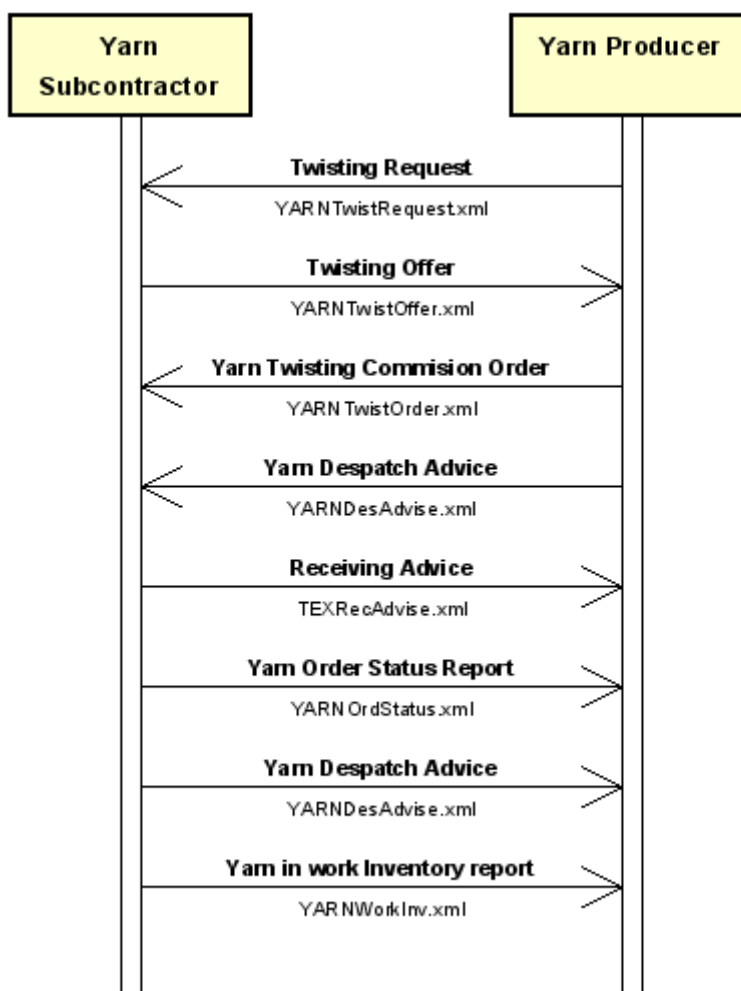 Yarn
Subcontractor
Yarn Producer
Twisting Request
YARNTwistRequest.xml
Twisting Offer
YARNTwistOffer.xml
Yarn Twisting Commision Order
YARNTwistOrder.xml
Yarn Despatch Advice
YARNDesAdvise.xml
Receiving Advice
TEXRecAdvise.xml
Yarn Order Status Report
YARNOrdStatus.xml
Yarn Despatch Advice
YARNDesAdvise.xml
Yarn in work Inventory report
YARNWorkInv.xml